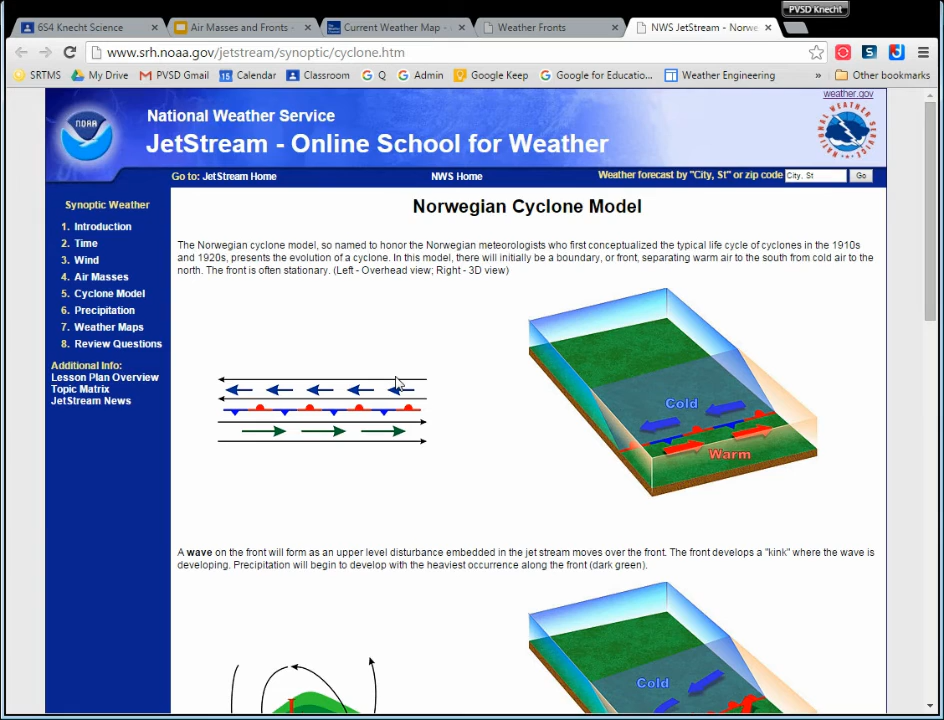 PVSD Knecht
6S4 Knecht Science
Air Masses and Fronts -
Current Weather Map -
Weather Fronts
NWS JetStream - Norwe
www.srh.noaa.gov/jetstream/synoptic/cyclone.htm
SRTMS
My Drive
PVSD Gmail
Calendar
Classroom
Q
Admin
Google Keep
Google for Educatio...
Weather Engineering
»
Other bookmarks
NOAA
National Weather Service
JetStream - Online School for Weather
weather.gov
NATIONAL WEATHER SERVICE
Go to: JetStream Home
NWS Home
Weather forecast by "City, St" or zip code
City, St
Go
Synoptic Weather
1. Introduction
2. Time
3. Wind
4. Air Masses
5. Cyclone Model
6. Precipitation
7. Weather Maps
8. Review Questions
Additional Info:
Lesson Plan Overview
Topic Matrix
JetStream News
Norwegian Cyclone Model
The Norwegian cyclone model, so named to honor the Norwegian meteorologists who first conceptualized the typical life cycle of cyclones in the 1910s
and 1920s, presents the evolution of a cyclone. In this model, there will initially be a boundary, or front, separating warm air to the south from cold air to the
north. The front is often stationary. (Left - Overhead view; Right - 3D view)
Cold
Warm
A wave on the front will form as an upper level disturbance embedded in the jet stream moves over the front. The front develops a "kink" where the wave is
developing. Precipitation will begin to develop with the heaviest occurrence along the front (dark green).
Cold